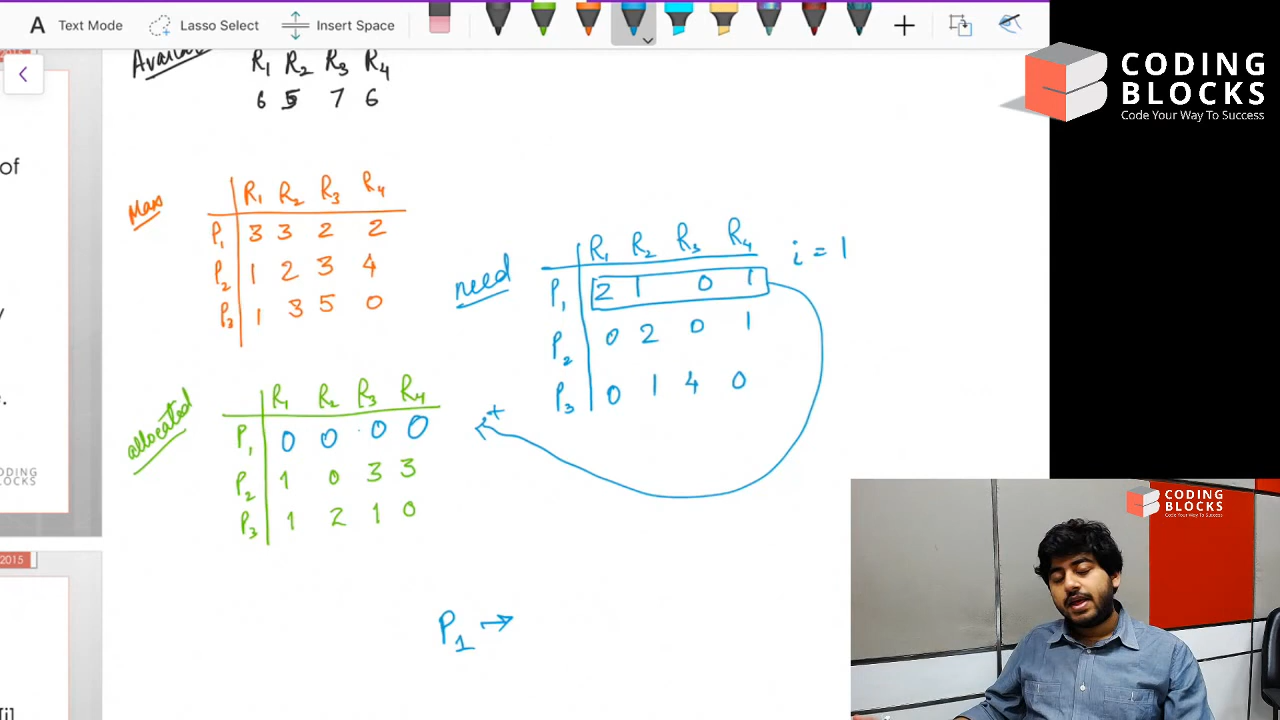 Text Mode Lasso Select Insert Space
2015
CODING
BLOCKS
Code Your Way To Success
R1 R2 R3 R4
6 5 7 6
of
Max
R1 R2 R3 R4
P1 3 3 2 2
P2 1 2 3 4
P3 1 3 5 0
need
R1 R2 R3 R4 i = 1
P1 2 1 0 1
P2 0 2 0 1
P3 0 1 4 0
y
e.
allocated
R1 R2 R3 R4
P1 0 0 0 0
P2 1 0 3 3
P3 1 2 1 0
CODING
BLOCKS
2015
P1 →
[i]
CODING
BLOCKS
Code Your Way To Success